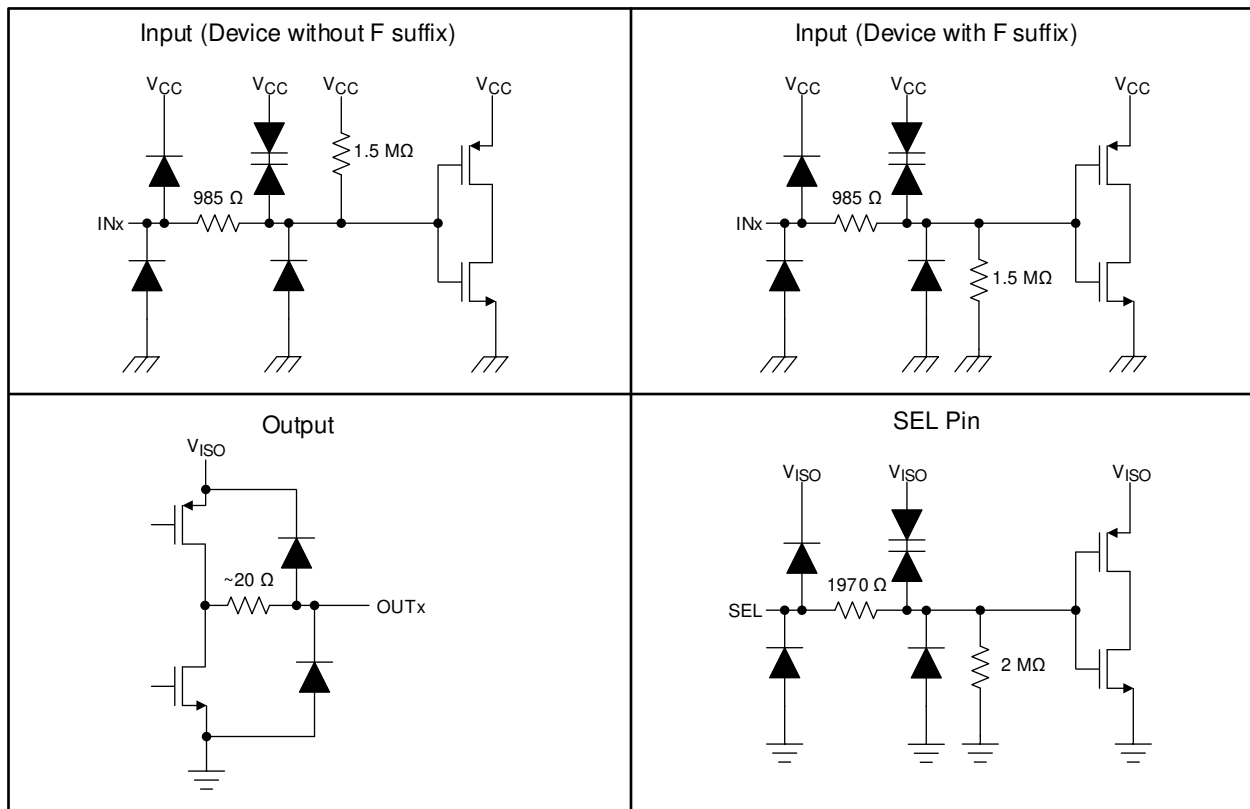 Input (Device without F suffix)
VCC VCC VCC VCC
1.5 MΩ
985 Ω
INx
Input (Device with F suffix)
VCC VCC VCC
985 Ω
INx
1.5 MΩ
Output
VISO
~20 Ω
OUTx
SEL Pin
VISO VISO VISO
1970 Ω
SEL
2 MΩ